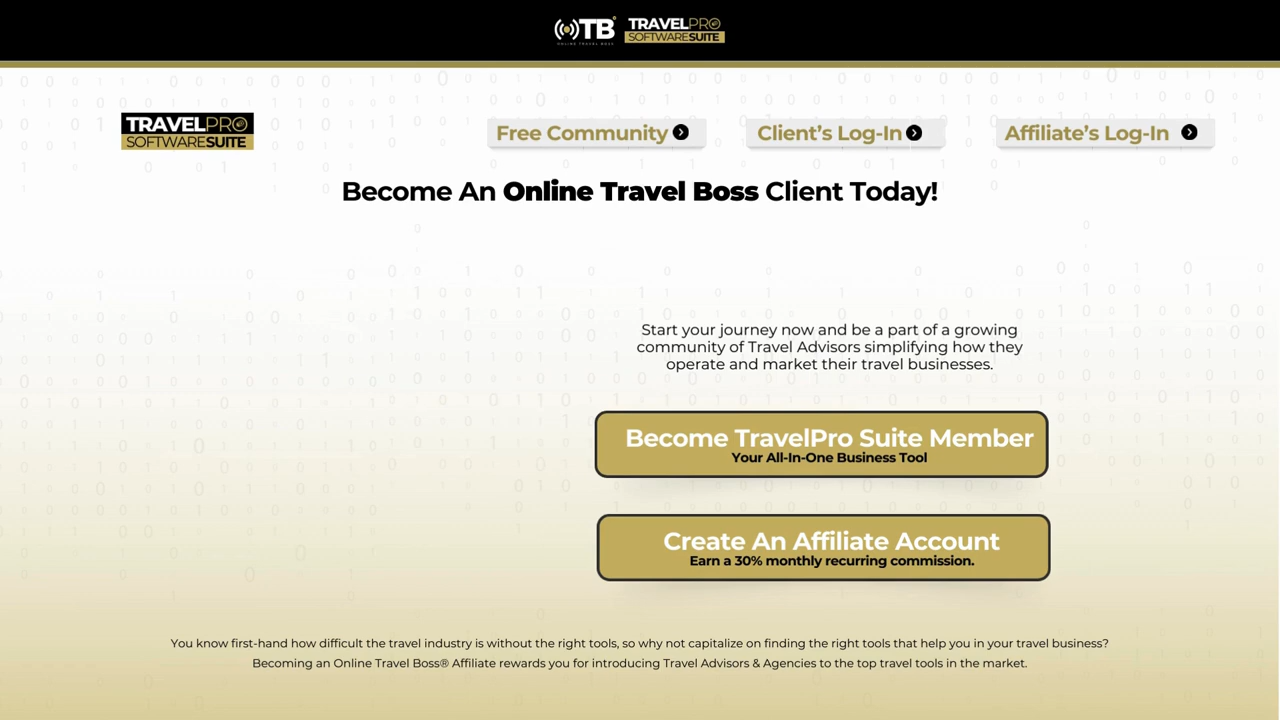 OTB
ONLINE TRAVEL BOSS
TRAVELPRO
SOFTWARESUITE
TRAVELPRO
SOFTWARESUITE
Free Community
Client’s Log-In
Affiliate’s Log-In
Become An Online Travel Boss Client Today!
Start your journey now and be a part of a growing
community of Travel Advisors simplifying how they
operate and market their travel businesses.
Become TravelPro Suite Member
Your All-In-One Business Tool
Create An Affiliate Account
Earn a 30% monthly recurring commission.
You know first-hand how difficult the travel industry is without the right tools, so why not capitalize on finding the right tools that help you in your travel business?
Becoming an Online Travel Boss® Affiliate rewards you for introducing Travel Advisors & Agencies to the top travel tools in the market.